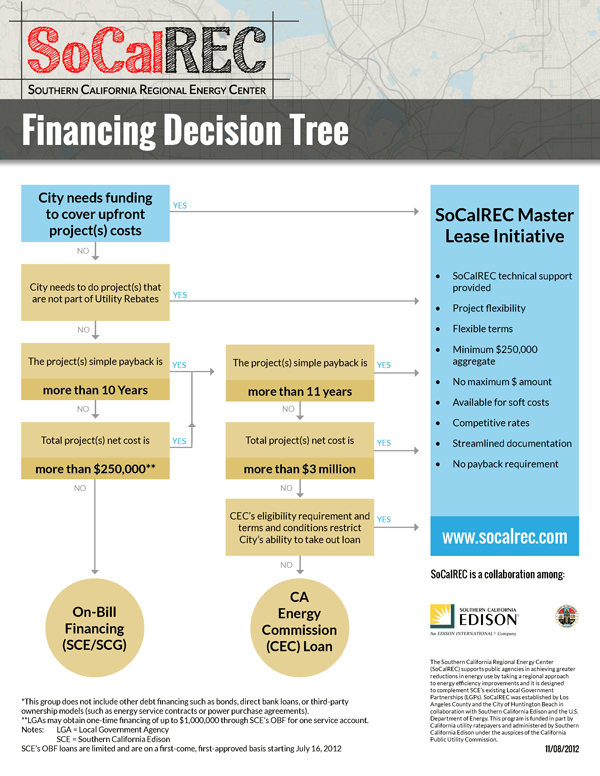 SoCalREC
SOUTHERN CALIFORNIA REGIONAL ENERGY CENTER
Financing Decision Tree
City needs funding
to cover upfront
project(s) costs
YES
NO
City needs to do project(s) that
are not part of Utility Rebates
YES
NO
The project(s) simple payback is
more than 10 Years
YES
NO
Total project(s) net cost is
more than $250,000**
YES
NO
On-Bill
Financing
(SCE/SCG)
The project(s) simple payback is
more than 11 years
YES
NO
Total project(s) net cost is
more than $3 million
YES
NO
CEC's eligibility requirement and
terms and conditions restrict
City's ability to take out loan
YES
NO
CA
Energy
Commission
(CEC) Loan
SoCalREC Master
Lease Initiative
• SoCalREC technical support
provided
• Project flexibility
• Flexible terms
• Minimum $250,000
aggregate
• No maximum $ amount
• Available for soft costs
• Competitive rates
• Streamlined documentation
• No payback requirement
www.socalrec.com
SoCalREC is a collaboration among:
SOUTHERN CALIFORNIA
EDISON®
An EDISON INTERNATIONAL® Company
The Southern California Regional Energy Center
(SoCalREC) supports public agencies in achieving greater
reductions in energy use by taking a regional approach
to energy efficiency improvements and it is designed
to complement SCE's existing Local Government
Partnerships (LGPs). SoCalREC was established by Los
Angeles County and the City of Huntington Beach in
collaboration with Southern California Edison and the U.S.
Department of Energy. This program is funded in part by
California utility ratepayers and administered by Southern
California Edison under the auspices of the California
Public Utility Commission.
11/08/2012
*This group does not include other debt financing such as bonds, direct bank loans, or third-party
ownership models (such as energy service contracts or power purchase agreements).
**LGAs may obtain one-time financing of up to $1,000,000 through SCE's OBF for one service account.
Notes: LGA = Local Government Agency
SCE = Southern California Edison
SCE's OBF loans are limited and are on a first-come, first-approved basis starting July 16, 2012